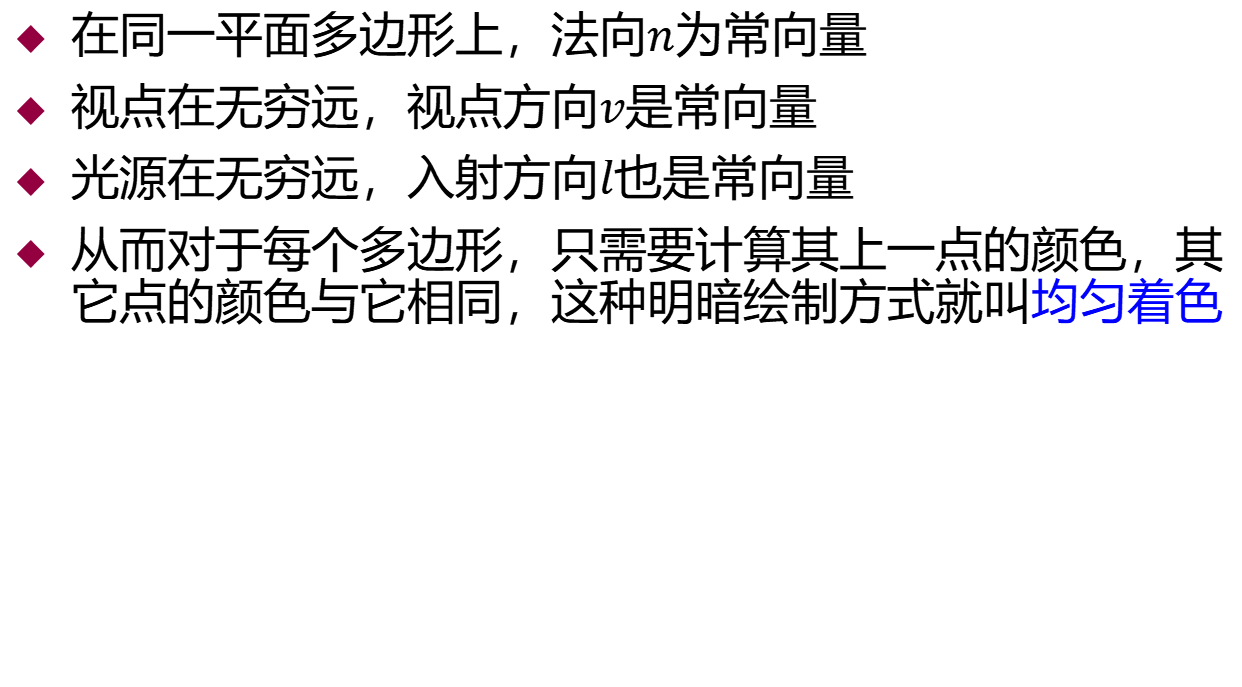 ◆ 在同一平面多边形上，法向n为常向量
◆ 视点在无穷远，视点方向v是常向量
◆ 光源在无穷远，入射方向l也是常向量
◆ 从而对于每个多边形，只需要计算其上一点的颜色，其
它点的颜色与它相同，这种明暗绘制方式就叫均匀着色